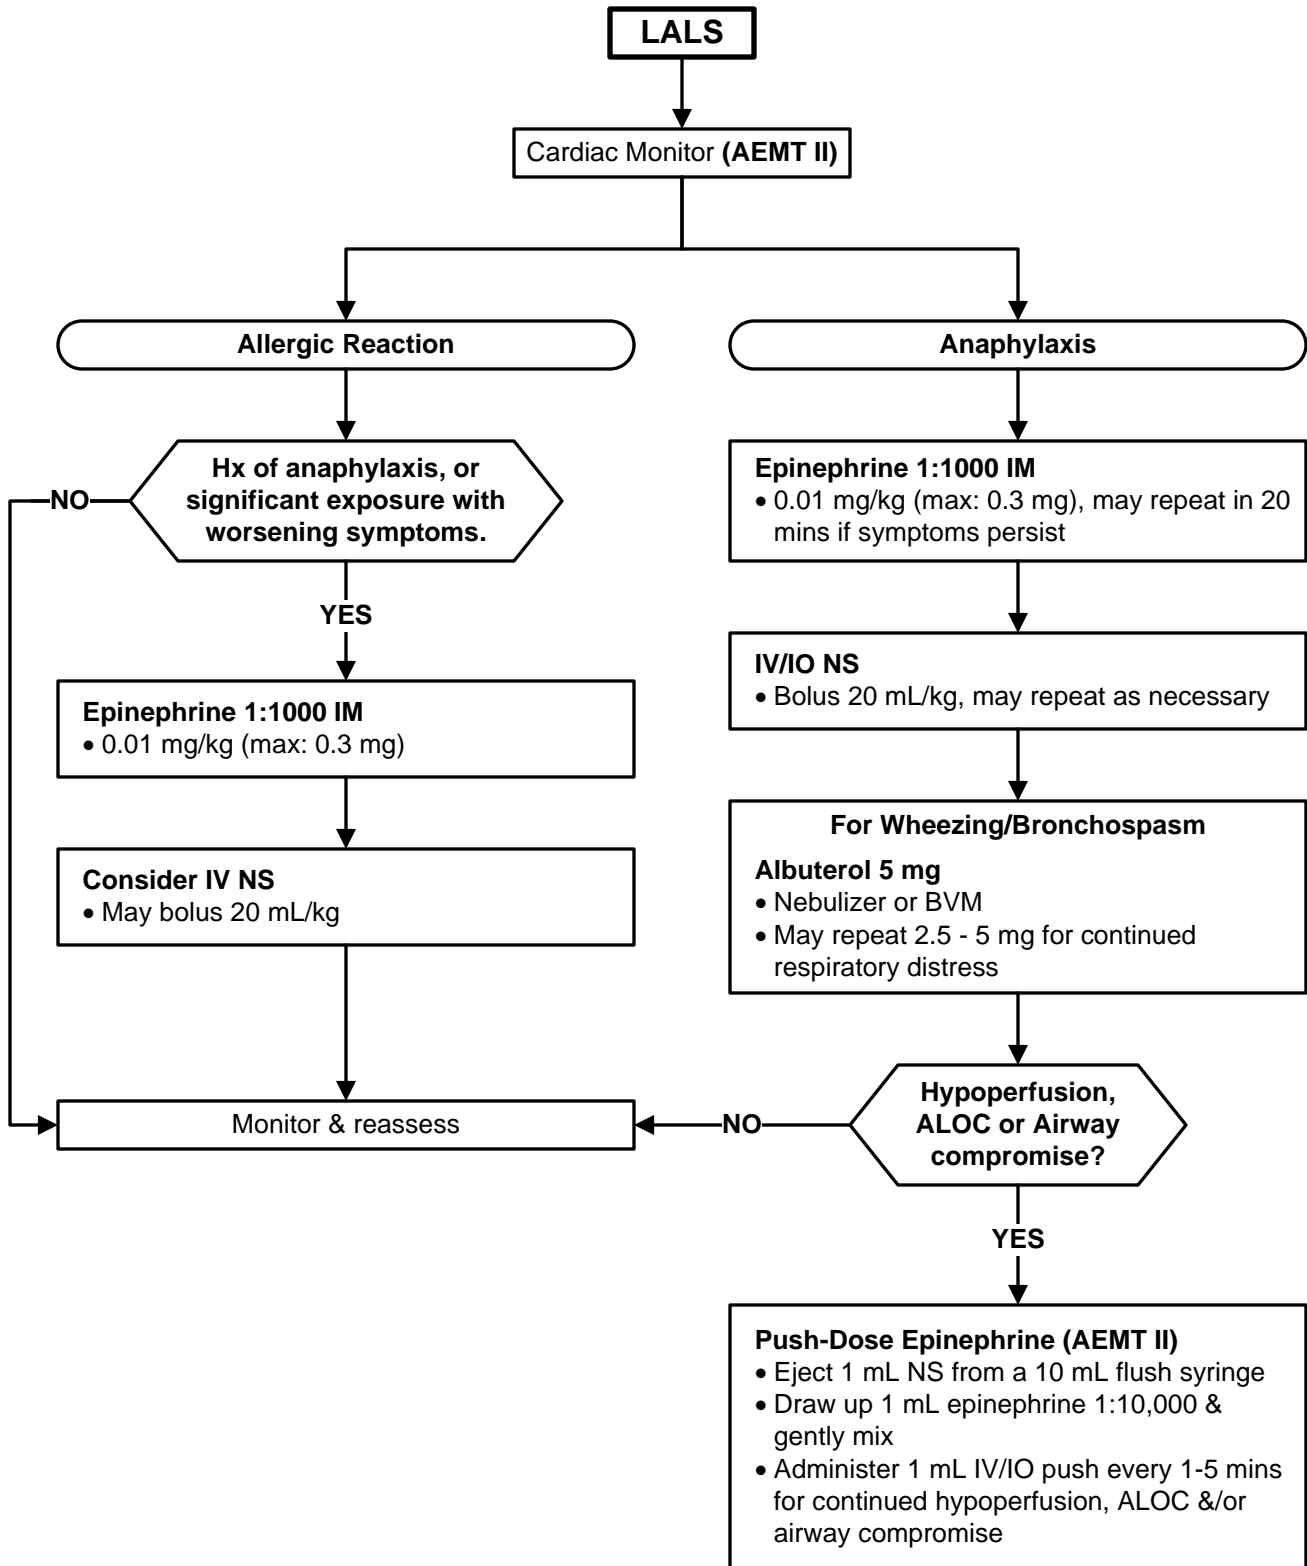 LALS
Cardiac Monitor (AEMT II)
Allergic Reaction
Hx of anaphylaxis, or
significant exposure with
worsening symptoms.
NO
YES
Epinephrine 1:1000 IM
• 0.01 mg/kg (max: 0.3 mg)
Consider IV NS
• May bolus 20 mL/kg
Monitor & reassess
Anaphylaxis
Epinephrine 1:1000 IM
• 0.01 mg/kg (max: 0.3 mg), may repeat in 20
mins if symptoms persist
IV/IO NS
• Bolus 20 mL/kg, may repeat as necessary
For Wheezing/Bronchospasm
Albuterol 5 mg
• Nebulizer or BVM
• May repeat 2.5 - 5 mg for continued
respiratory distress
Hypoperfusion,
ALOC or Airway
compromise?
NO
YES
Push-Dose Epinephrine (AEMT II)
• Eject 1 mL NS from a 10 mL flush syringe
• Draw up 1 mL epinephrine 1:10,000 &
gently mix
• Administer 1 mL IV/IO push every 1-5 mins
for continued hypoperfusion, ALOC &/or
airway compromise